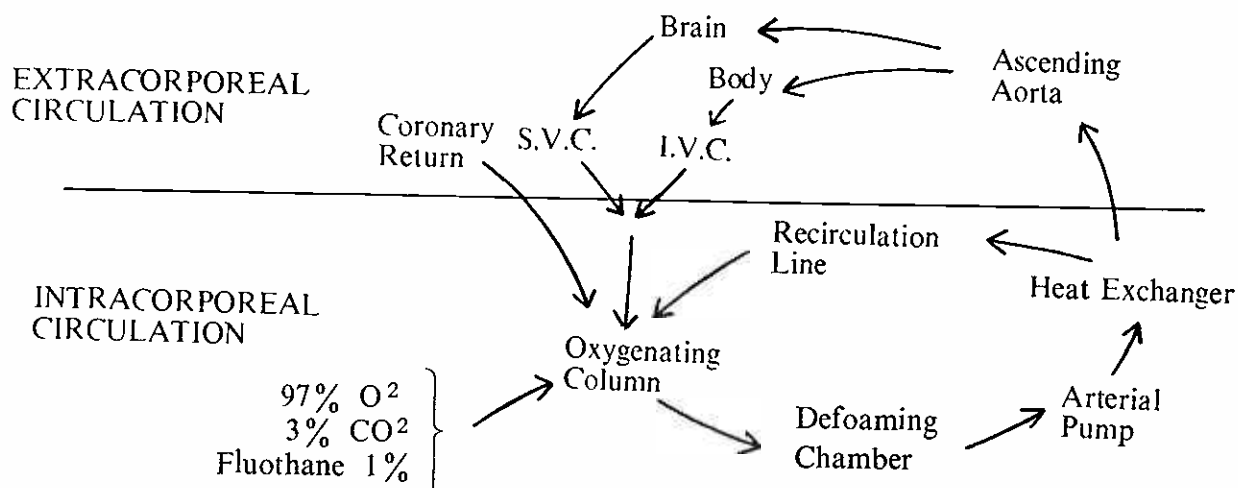 Brain
EXTRACORPOREAL
CIRCULATION
Body
Ascending
Aorta
Coronary
Return
S.V.C.
I.V.C.
Recirculation
Line
Heat Exchanger
INTRACORPOREAL
CIRCULATION
Oxygenating
Column
97% O²
3% CO²
Fluothane 1%
Defoaming
Chamber
Arterial
Pump